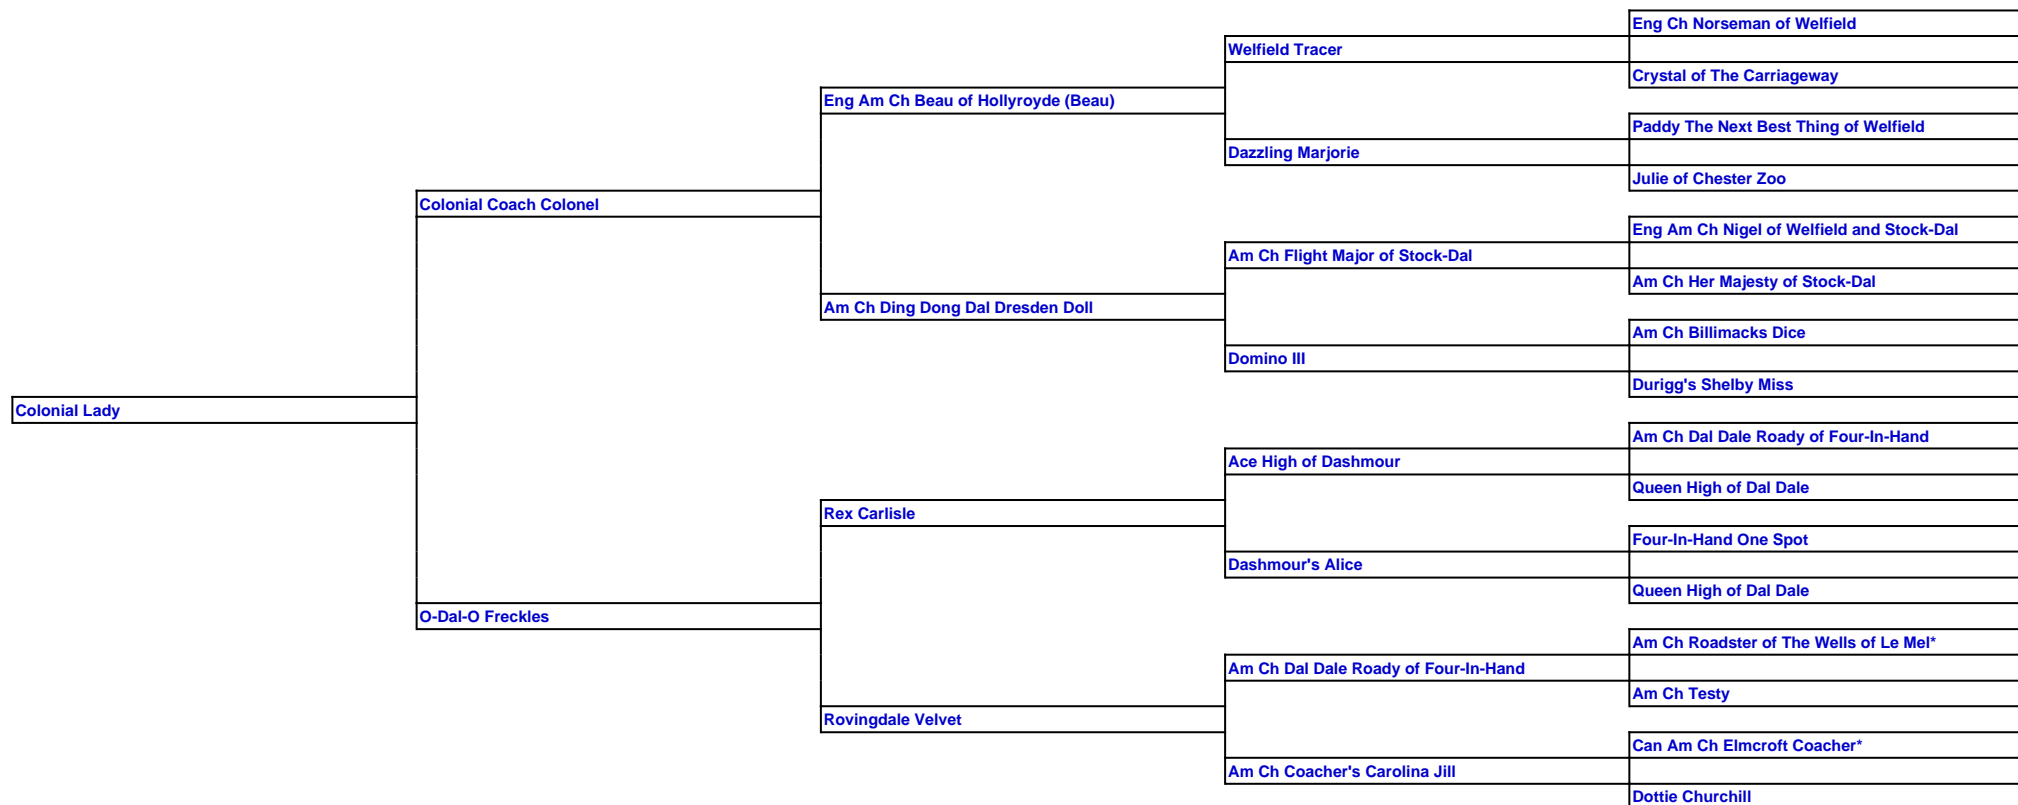 Eng Ch Norseman of Welfield
Welfield Tracer
Crystal of The Carriageway
Eng Am Ch Beau of Hollyroyde (Beau)
Paddy The Next Best Thing of Welfield
Dazzling Marjorie
Julie of Chester Zoo
Colonial Coach Colonel
Eng Am Ch Nigel of Welfield and Stock-Dal
Am Ch Flight Major of Stock-Dal
Am Ch Her Majesty of Stock-Dal
Am Ch Ding Dong Dal Dresden Doll
Am Ch Billimacks Dice
Domino III
Durigg's Shelby Miss
Colonial Lady
Am Ch Dal Dale Roady of Four-In-Hand
Ace High of Dashmour
Queen High of Dal Dale
Rex Carlisle
Four-In-Hand One Spot
Dashmour's Alice
Queen High of Dal Dale
O-Dal-O Freckles
Am Ch Roadster of The Wells of Le Mel*
Am Ch Dal Dale Roady of Four-In-Hand
Am Ch Testy
Rovingdale Velvet
Can Am Ch Elmcroft Coacher*
Am Ch Coacher's Carolina Jill
Dottie Churchill